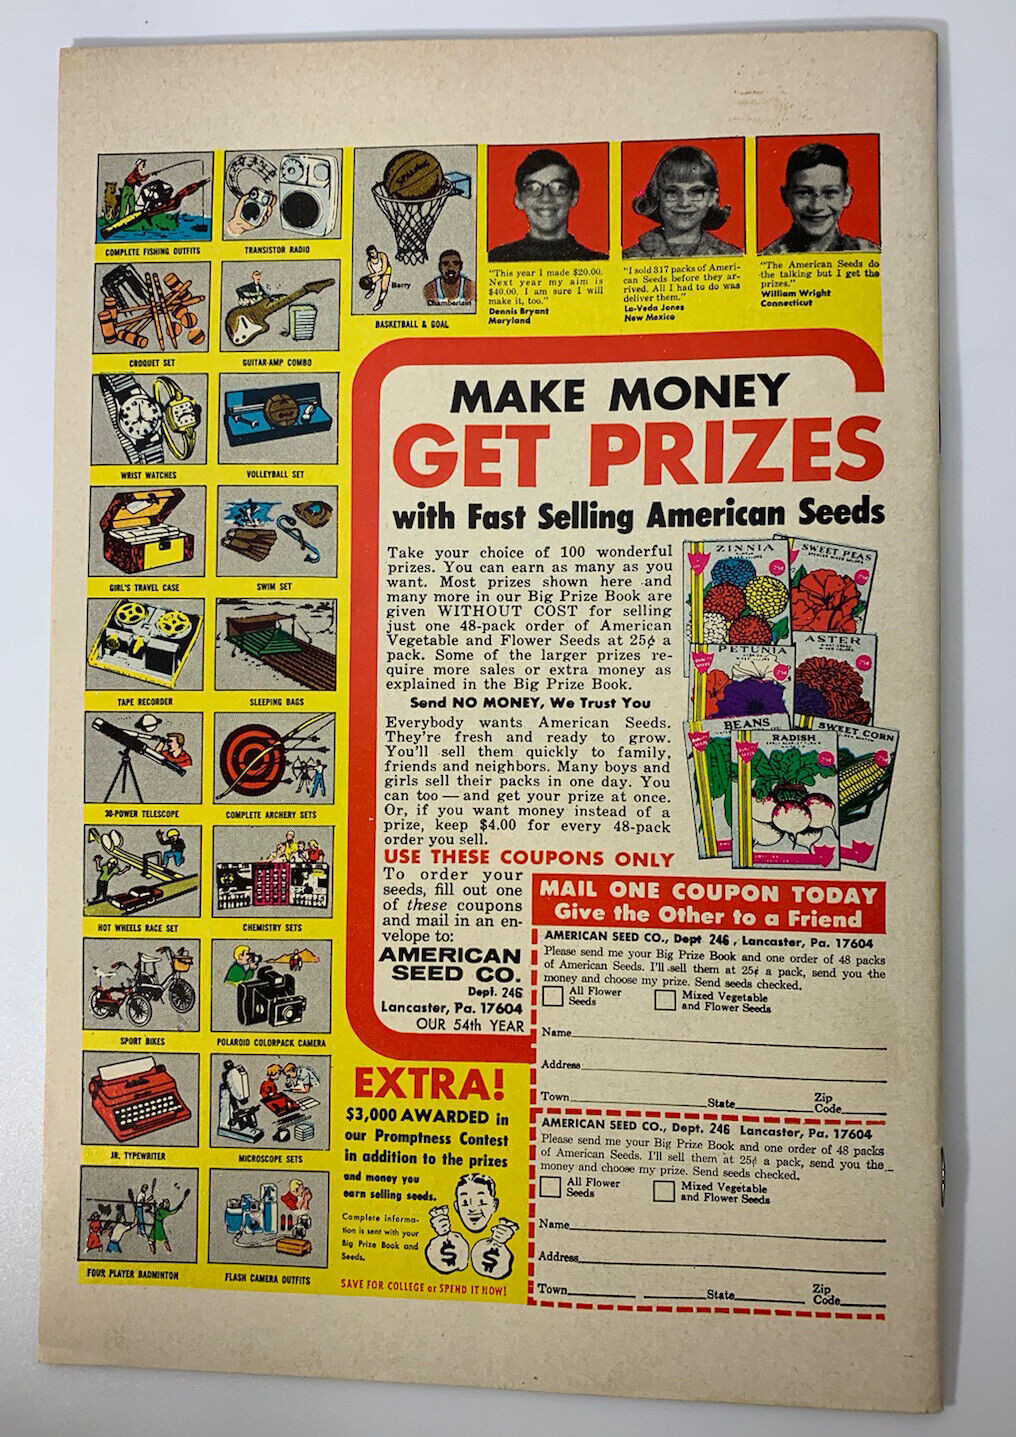 COMPLETE FISHING OUTFITS
TRANSISTOR RADIO
SPALDING
Barry
Chamberlain
BASKETBALL & GOAL
CROQUET SET
GUITAR-AMP COMBO
WRIST WATCHES
VOLLEYBALL SET
GIRL'S TRAVEL CASE
SWIM SET
TAPE RECORDER
SLEEPING BAGS
30-POWER TELESCOPE
COMPLETE ARCHERY SETS
HOT WHEELS RACE SET
CHEMISTRY SETS
SPORT BIKES
POLAROID COLORPACK CAMERA
JR. TYPEWRITER
MICROSCOPE SETS
FOUR PLAYER BADMINTON
FLASH CAMERA OUTFITS
"This year I made $20.00.
Next year my aim is
$40.00. I am sure I will
make it, too."
Dennis Bryant
Maryland
"I sold 317 packs of Ameri-
can Seeds before they ar-
rived. All I had to do was
deliver them."
La-Veda Jones
New Mexico
"The American Seeds do
the talking but I get the
prizes."
William Wright
Connecticut
MAKE MONEY
GET PRIZES
with Fast Selling American Seeds
Take your choice of 100 wonderful
prizes. You can earn as many as you
want. Most prizes shown here and
many more in our Big Prize Book are
given WITHOUT COST for selling
just one 48-pack order of American
Vegetable and Flower Seeds at 25¢ a
pack. Some of the larger prizes re-
quire more sales or extra money as
explained in the Big Prize Book.
Send NO MONEY, We Trust You
Everybody wants American Seeds.
They're fresh and ready to grow.
You'll sell them quickly to family,
friends and neighbors. Many boys and
girls sell their packs in one day. You
can too — and get your prize at once.
Or, if you want money instead of a
prize, keep $4.00 for every 48-pack
order you sell.
USE THESE COUPONS ONLY
To order your
seeds, fill out one
of these coupons
and mail in an en-
velope to:
AMERICAN
SEED CO.
Dept. 246
Lancaster, Pa. 17604
OUR 54th YEAR
ZINNIA
SWEET PEAS
25¢
ASTER
PETUNIA
BEANS
SWEET CORN
RADISH
MAIL ONE COUPON TODAY
Give the Other to a Friend
AMERICAN SEED CO., Dept 246, Lancaster, Pa. 17604
Please send me your Big Prize Book and one order of 48 packs
of American Seeds. I'll sell them at 25¢ a pack, send you the
money and choose my prize. Send seeds checked.
All Flower
Seeds
Mixed Vegetable
and Flower Seeds
Name
Address
Town State Zip
Code
AMERICAN SEED CO., Dept. 246 Lancaster, Pa. 17604
Please send me your Big Prize Book and one order of 48 packs
of American Seeds. I'll sell them at 25¢ a pack, send you the
money and choose my prize. Send seeds checked.
All Flower
Seeds
Mixed Vegetable
and Flower Seeds
Name
Address
Town State Zip
Code
EXTRA!
$3,000 AWARDED in
our Promptness Contest
in addition to the prizes
and money you
earn selling seeds.
Complete informa-
tion is sent with your
Big Prize Book and
Seeds.
$ $
SAVE FOR COLLEGE or SPEND IT NOW!